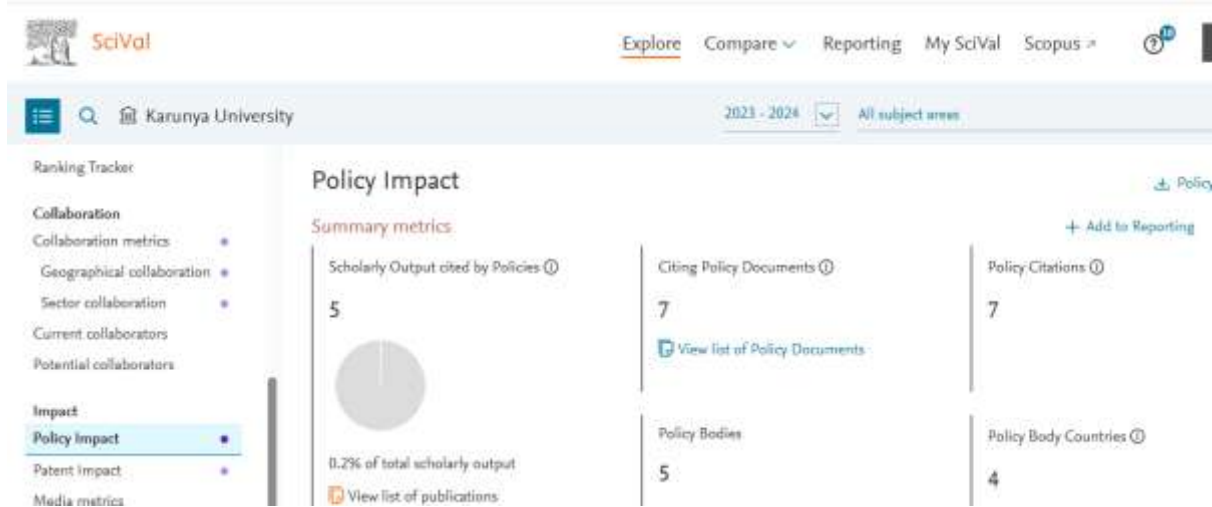 SciVal
Explore Compare Reporting My SciVal Scopus
Karunya University
2023 - 2024 All subject areas
Ranking Tracker
Collaboration
Collaboration metrics
Geographical collaboration
Sector collaboration
Current collaborators
Potential collaborators
Impact
Policy Impact
Patent Impact
Media metrics
Policy Impact
Policy
Summary metrics
+ Add to Reporting
Scholarly Output cited by Policies
5
0.2% of total scholarly output
View list of publications
Citing Policy Documents
7
View list of Policy Documents
Policy Citations
7
Policy Bodies
5
Policy Body Countries
4